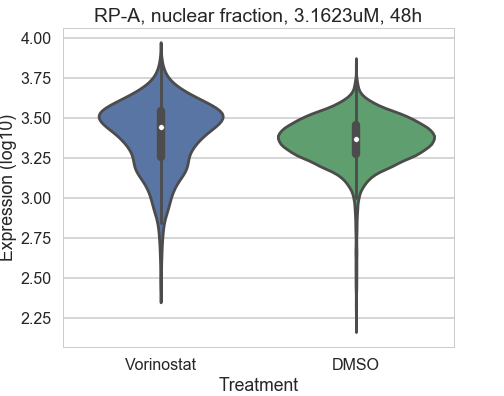 RP-A, nuclear fraction, 3.1623uM, 48h
Expression (log10)
4.00
3.75
3.50
3.25
3.00
2.75
2.50
2.25
Vorinostat DMSO
Treatment